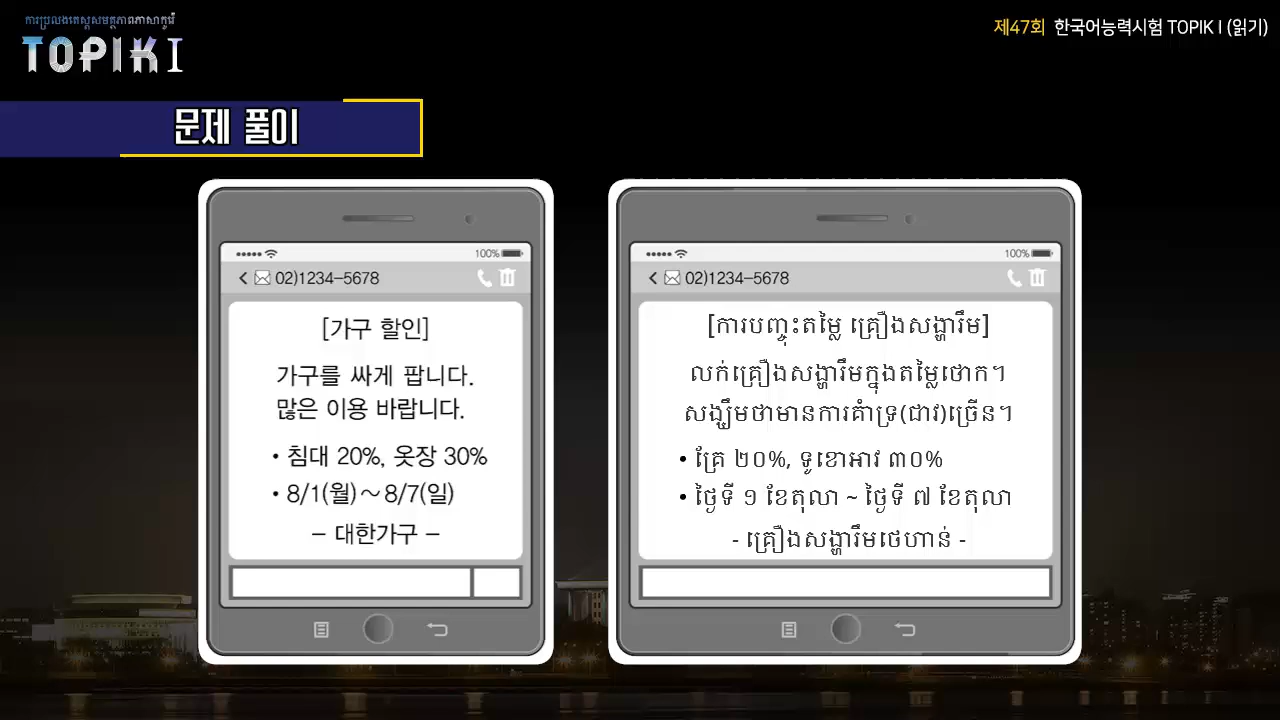 ការប្រលងតេស្តសមត្ថភាពភាសាកូរ៉េ
TOPIK I
제47회 한국어능력시험 TOPIK I (읽기)
문제 풀이
100%
02)1234-5678
[가구 할인]
가구를 싸게 팝니다.
많은 이용 바랍니다.
• 침대 20%, 옷장 30%
• 8/1(월)~8/7(일)
- 대한가구 -
100%
02)1234-5678
[ការបញ្ចុះតម្លៃ គ្រឿងសង្ហារឹម]
លក់គ្រឿងសង្ហារឹមក្នុងតម្លៃថោក។
សង្ឃឹមថាមានការគាំទ្រ(ជាវ)ច្រើន។
• គ្រែ ២០%, ទូខោអាវ ៣០%
• ថ្ងៃទី ១ ខែតុលា ~ ថ្ងៃទី ៧ ខែតុលា
- គ្រឿងសង្ហារឹមថេហាន់ -